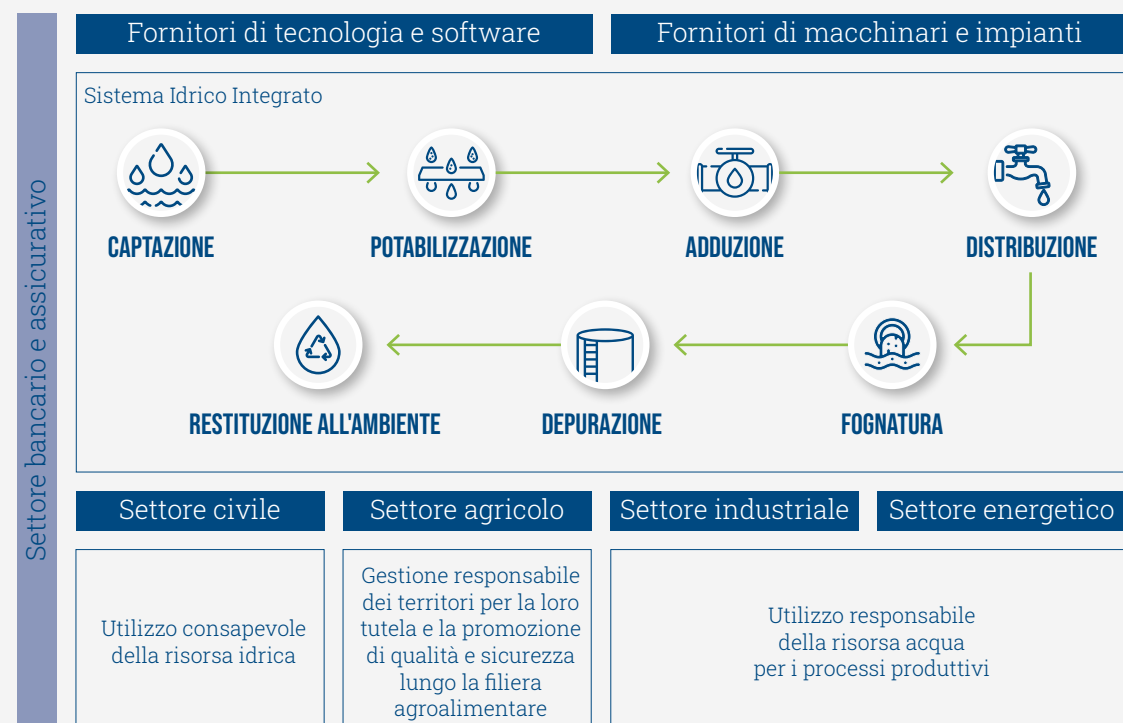 Settore bancario e assicurativo
Fornitori di tecnologia e software
Fornitori di macchinari e impianti
Sistema Idrico Integrato
CAPTAZIONE
POTABILIZZAZIONE
ADDUZIONE
DISTRIBUZIONE
RESTITUZIONE ALL'AMBIENTE
DEPURAZIONE
FOGNATURA
Settore civile
Settore agricolo
Settore industriale
Settore energetico
Utilizzo consapevole
della risorsa idrica
Gestione responsabile
dei territori per la loro
tutela e la promozione
di qualità e sicurezza
lungo la filiera
agroalimentare
Utilizzo responsabile
della risorsa acqua
per i processi produttivi